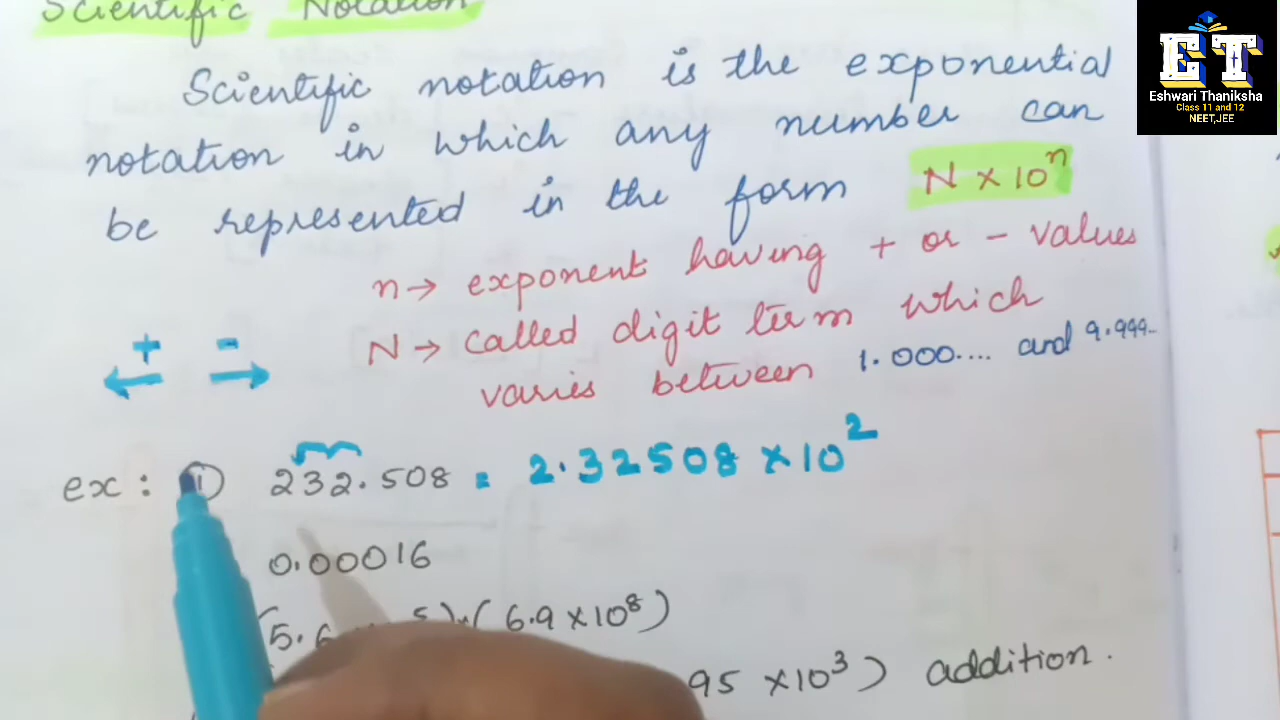 Scientific Notation
Scientific notation is the exponential
notation in which any number can
be represented in the form N × 10ⁿ
n → exponent having + or - values
N → called digit term which
varies between 1.000.... and 9.999..
+ -
ex: ① 232.508 = 2.32508 × 10²
0.00016
6.9 × 10⁸)
95 × 10³) addition.
ET
Eshwari Thaniksha
Class 11 and 12
NEET,JEE